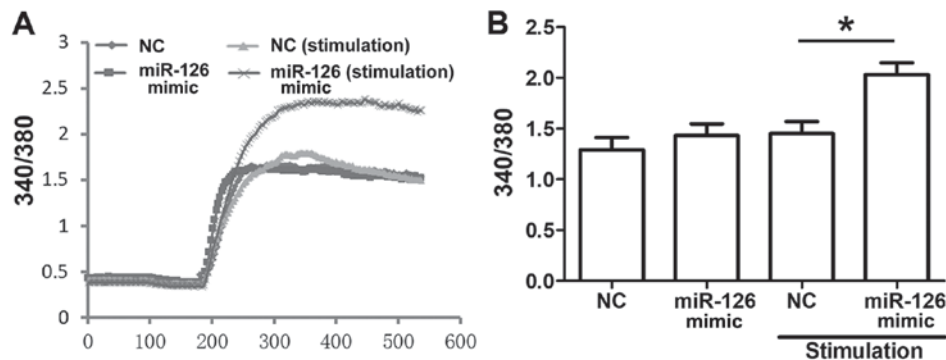 A
3
NC
NC (stimulation)
miR-126 mimic
miR-126 (stimulation) mimic
2.5
2
340/380
1.5
1
0.5
0
0 100 200 300 400 500 600
B
*
2.5
2.0
340/380
1.5
1.0
0.5
0.0
NC
miR-126 mimic
NC
miR-126 mimic
Stimulation